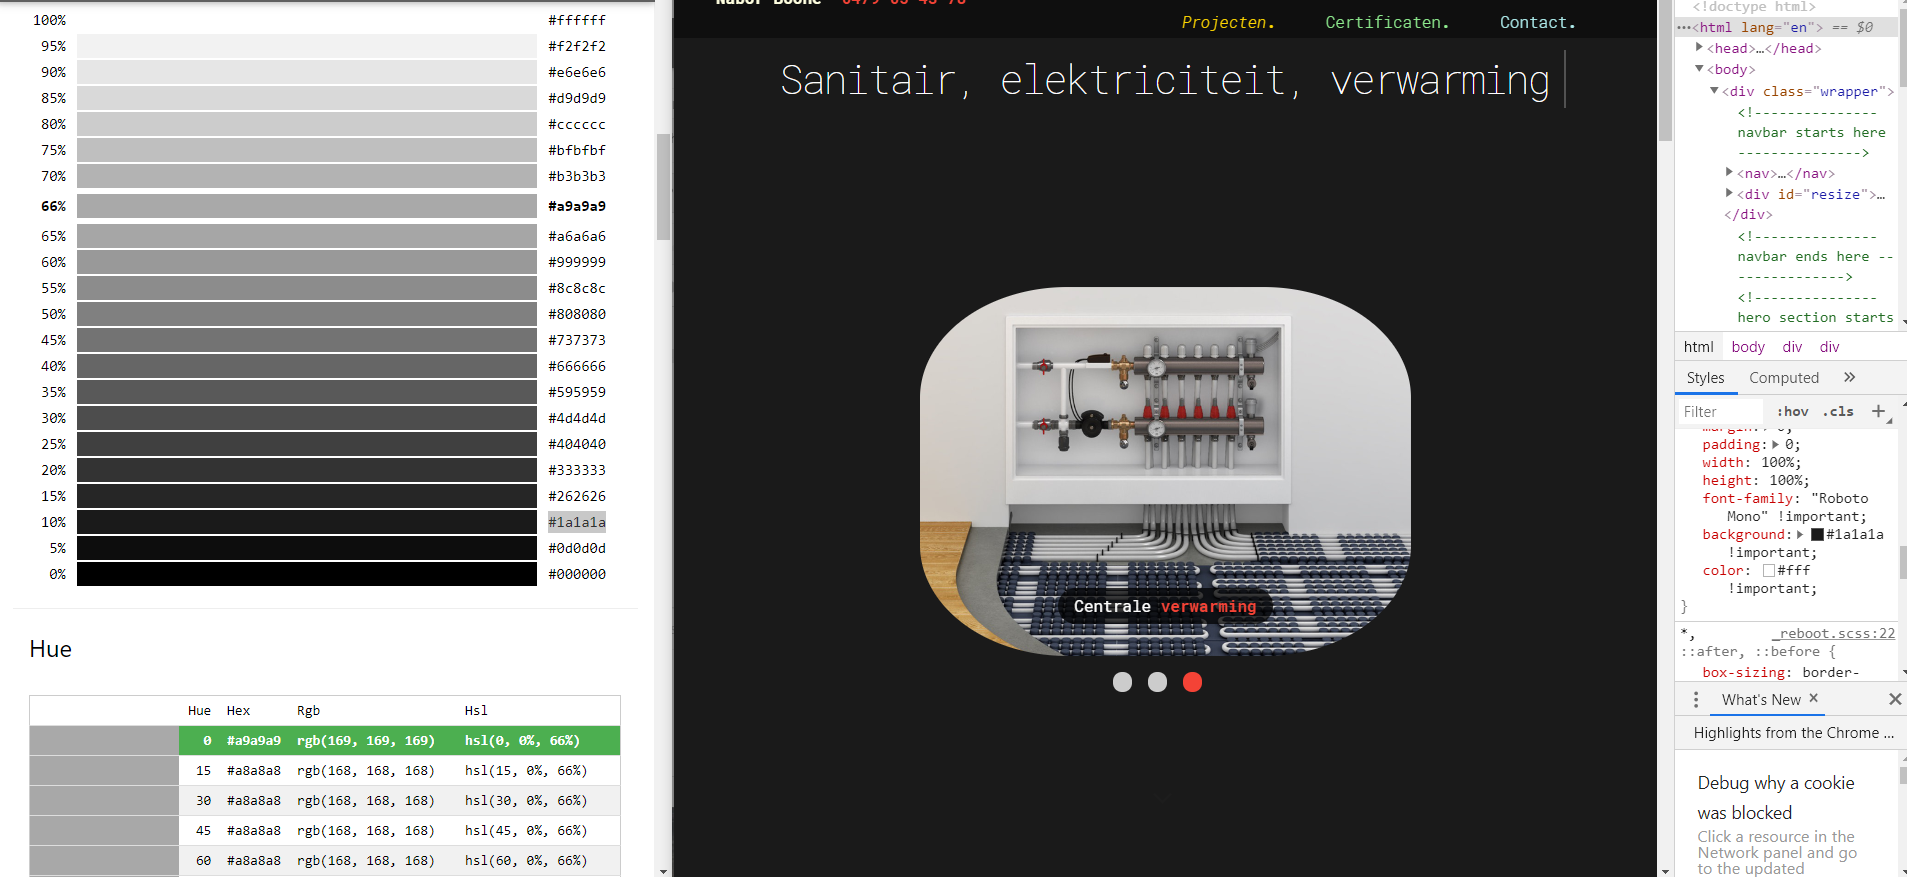 100% #ffffff
95% #f2f2f2
90% #e6e6e6
85% #d9d9d9
80% #cccccc
75% #bfbfbf
70% #b3b3b3
66% #a9a9a9
65% #a6a6a6
60% #999999
55% #8c8c8c
50% #808080
45% #737373
40% #666666
35% #595959
30% #4d4d4d
25% #404040
20% #333333
15% #262626
10% #1a1a1a
5% #0d0d0d
0% #000000
Hue
Hue Hex Rgb Hsl
0 #a9a9a9 rgb(169, 169, 169) hsl(0, 0%, 66%)
15 #a8a8a8 rgb(168, 168, 168) hsl(15, 0%, 66%)
30 #a8a8a8 rgb(168, 168, 168) hsl(30, 0%, 66%)
45 #a8a8a8 rgb(168, 168, 168) hsl(45, 0%, 66%)
60 #a8a8a8 rgb(168, 168, 168) hsl(60, 0%, 66%)
Projecten. Certificaten. Contact.
Sanitair, elektriciteit, verwarming
Centrale verwarming
<!doctype html>
<html lang="en"> == $0
<head>…</head>
<body>
<div class="wrapper">
<!---------------
navbar starts here
--------------->
<nav>…</nav>
<div id="resize">…
</div>
<!---------------
navbar ends here --
------------->
<!---------------
hero section starts
html body div div
Styles Computed »
Filter :hov .cls +
margin: 0;
padding: 0;
width: 100%;
height: 100%;
font-family: "Roboto
Mono" !important;
background: #1a1a1a
!important;
color: #fff
!important;
}
*, _reboot.scss:22
::after, ::before {
box-sizing: border-
What's New ×
Highlights from the Chrome ...
Debug why a cookie
was blocked
Click a resource in the
Network panel and go
to the updated